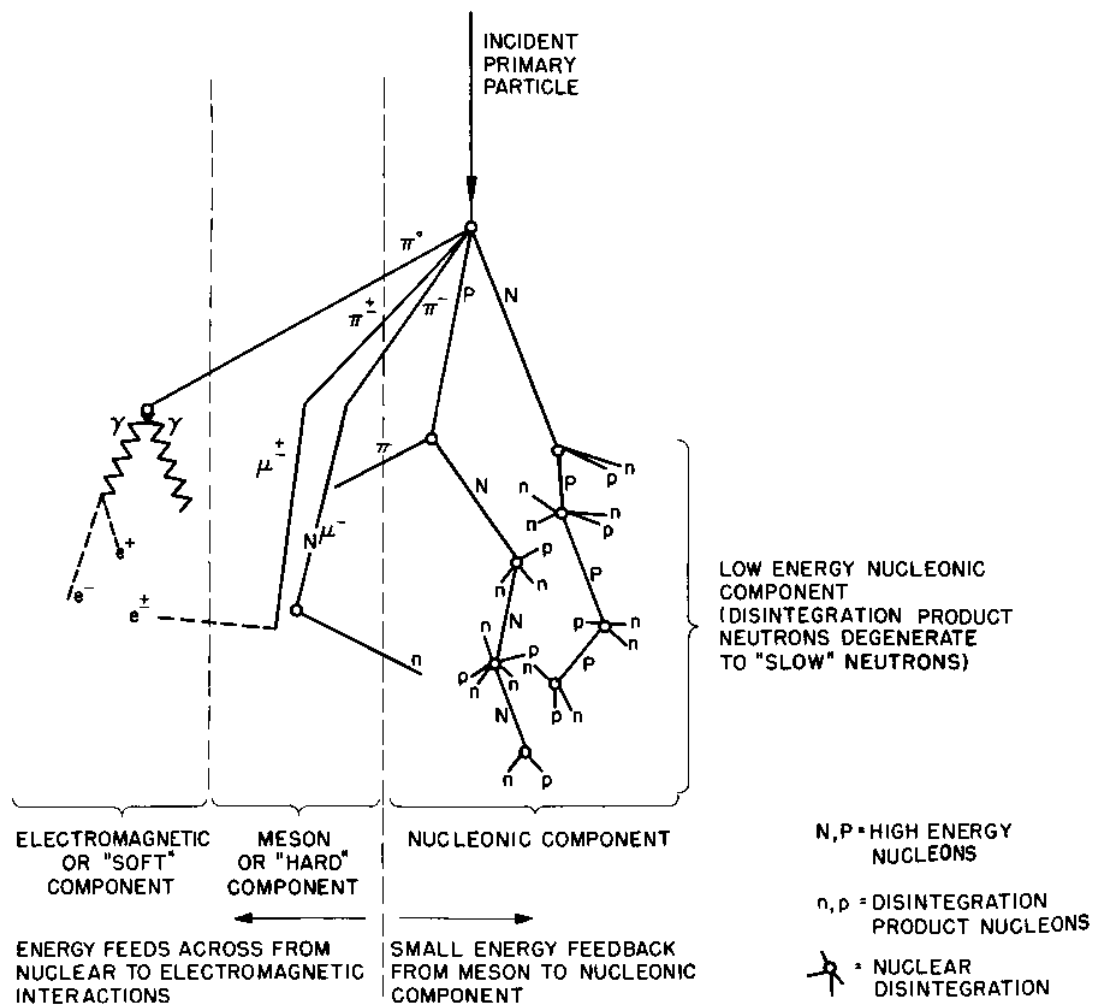 INCIDENT
PRIMARY
PARTICLE
π°
π±
π⁻
P
N
γ γ
μ±
π
N
n
P
p
n
n
n
p
N μ⁻
e⁺
e⁻
e±
p
n
n
P
N
p
n
n
n
p
p
n
n
n
P
n
n
p
n
N
n
p
LOW ENERGY NUCLEONIC
COMPONENT
(DISINTEGRATION PRODUCT
NEUTRONS DEGENERATE
TO "SLOW" NEUTRONS)
ELECTROMAGNETIC
OR "SOFT"
COMPONENT
MESON
OR "HARD"
COMPONENT
NUCLEONIC COMPONENT
ENERGY FEEDS ACROSS FROM
NUCLEAR TO ELECTROMAGNETIC
INTERACTIONS
SMALL ENERGY FEEDBACK
FROM MESON TO NUCLEONIC
COMPONENT
N,P = HIGH ENERGY
NUCLEONS
n,p = DISINTEGRATION
PRODUCT NUCLEONS
= NUCLEAR
DISINTEGRATION